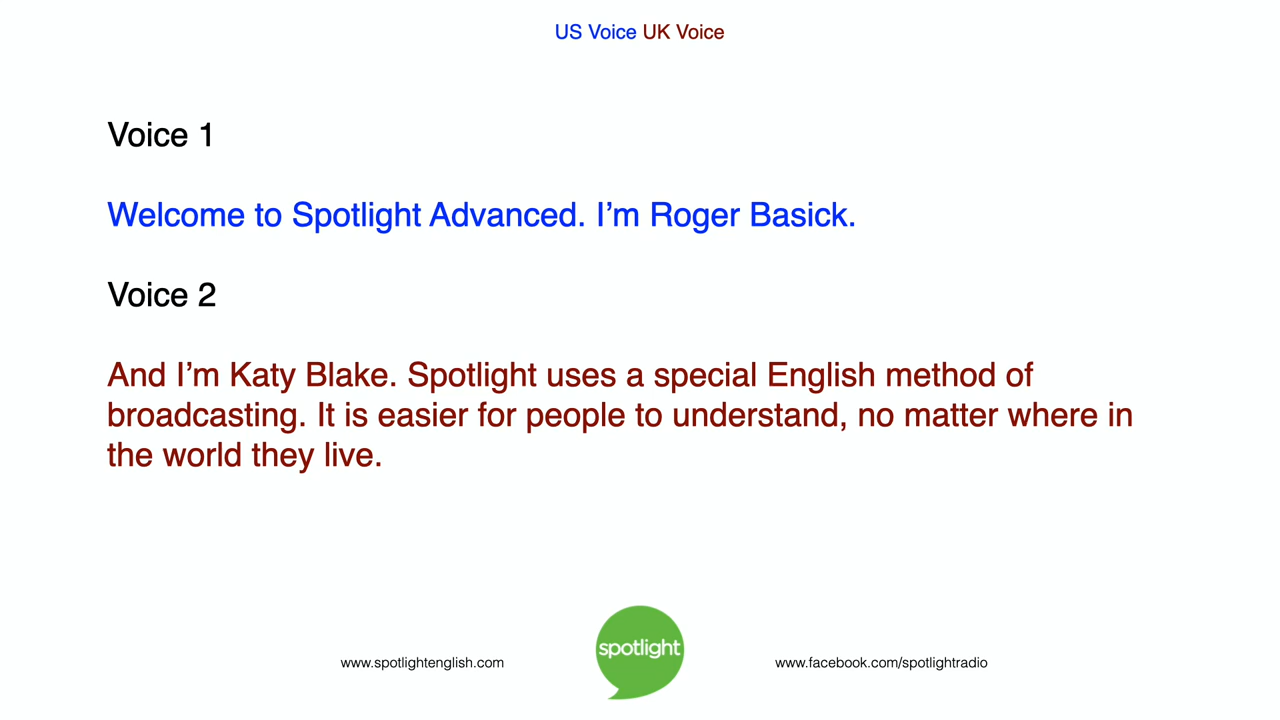 US Voice UK Voice
Voice 1
Welcome to Spotlight Advanced. I’m Roger Basick.
Voice 2
And I’m Katy Blake. Spotlight uses a special English method of
broadcasting. It is easier for people to understand, no matter where in
the world they live.
spotlight
www.spotlightenglish.com
www.facebook.com/spotlightradio